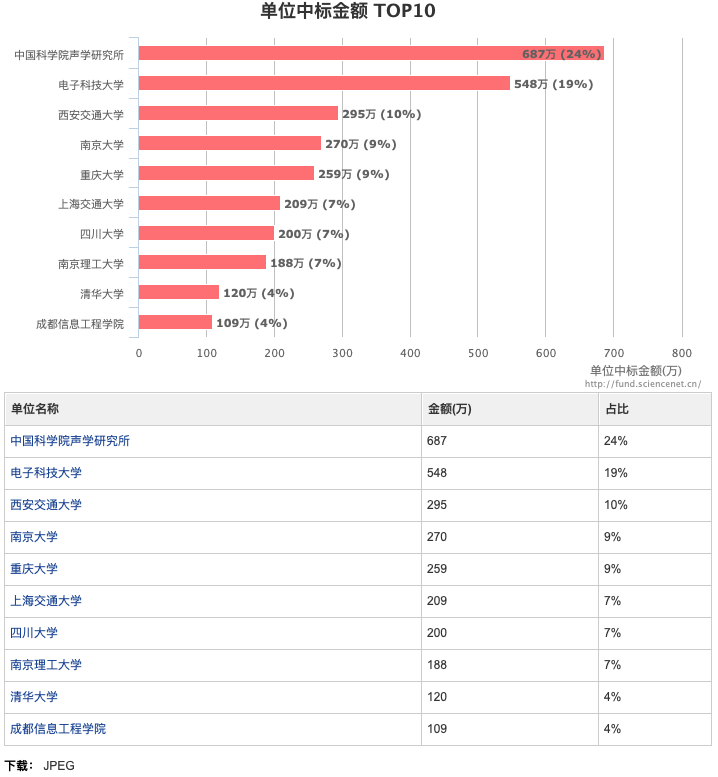 单位中标金额 TOP10
中国科学院声学研究所 687万 (24%)
电子科技大学 548万 (19%)
西安交通大学 295万 (10%)
南京大学 270万 (9%)
重庆大学 259万 (9%)
上海交通大学 209万 (7%)
四川大学 200万 (7%)
南京理工大学 188万 (7%)
清华大学 120万 (4%)
成都信息工程学院 109万 (4%)
0 100 200 300 400 500 600 700 800
单位中标金额(万)
http://fund.sciencenet.cn/
单位名称 金额(万) 占比
中国科学院声学研究所 687 24%
电子科技大学 548 19%
西安交通大学 295 10%
南京大学 270 9%
重庆大学 259 9%
上海交通大学 209 7%
四川大学 200 7%
南京理工大学 188 7%
清华大学 120 4%
成都信息工程学院 109 4%
下载： JPEG